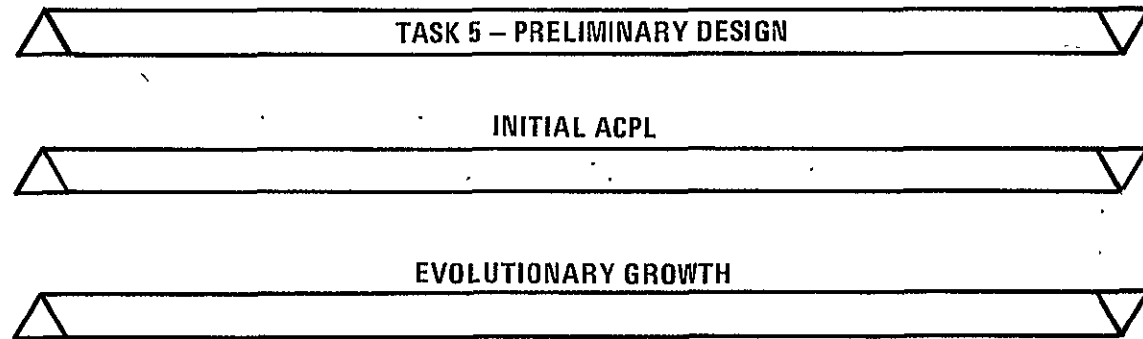 TASK 5 – PRELIMINARY DESIGN
INITIAL ACPL
EVOLUTIONARY GROWTH